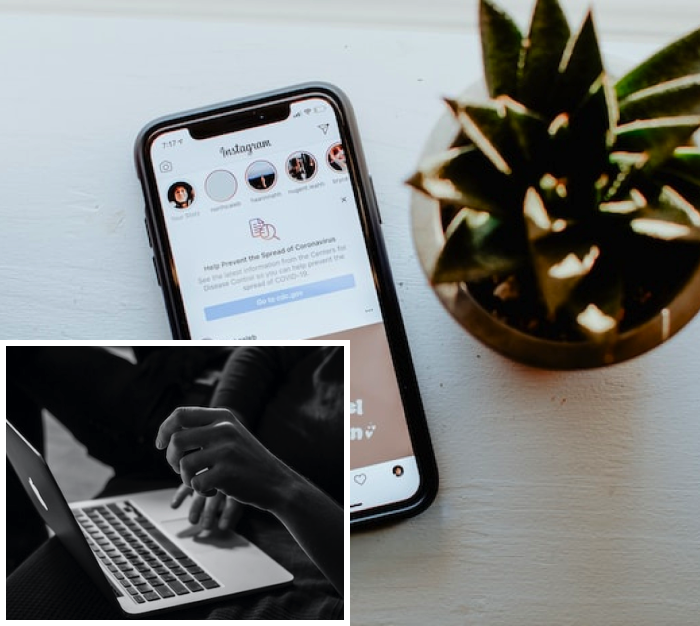 7:17
Instagram
Your Story
Help Prevent the Spread of Coronavirus
See the latest information from the Centers for
Disease Control so you can help prevent the
spread of COVID-19.
Go to cdc.gov